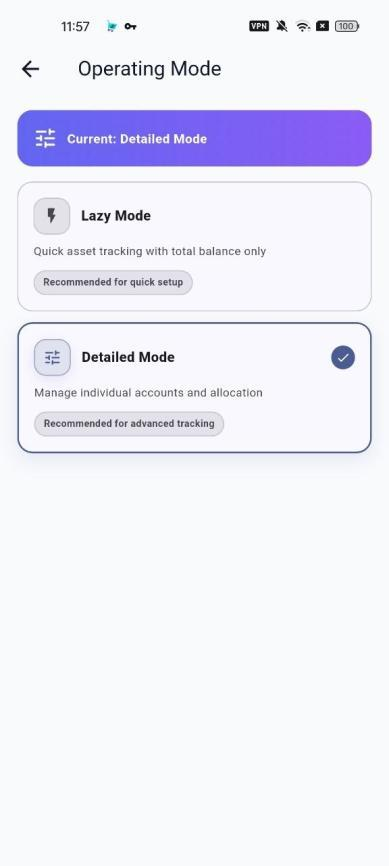 11:57
VPN
100
Operating Mode
Current: Detailed Mode
Lazy Mode
Quick asset tracking with total balance only
Recommended for quick setup
Detailed Mode
Manage individual accounts and allocation
Recommended for advanced tracking